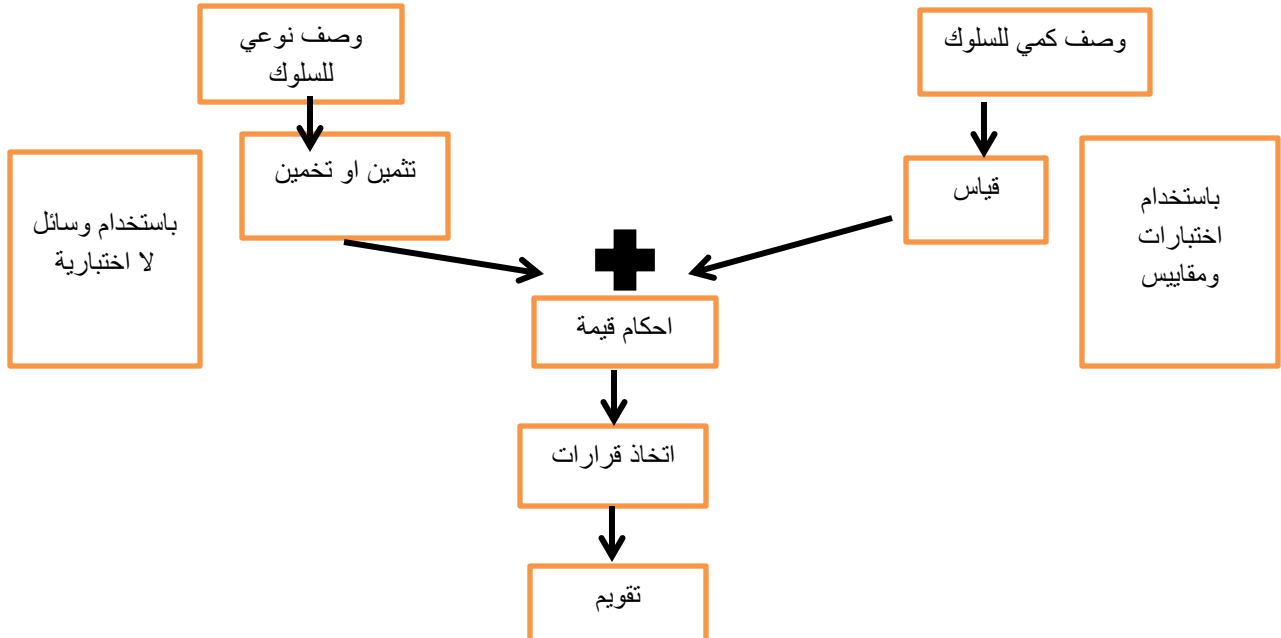 وصف كمي للسلوك
وصف نوعي
للسلوك
قياس
تثمين او تخمين
باستخدام
اختبارات
ومقاييس
باستخدام وسائل
لا اختبارية
احكام قيمة
اتخاذ قرارات
تقويم